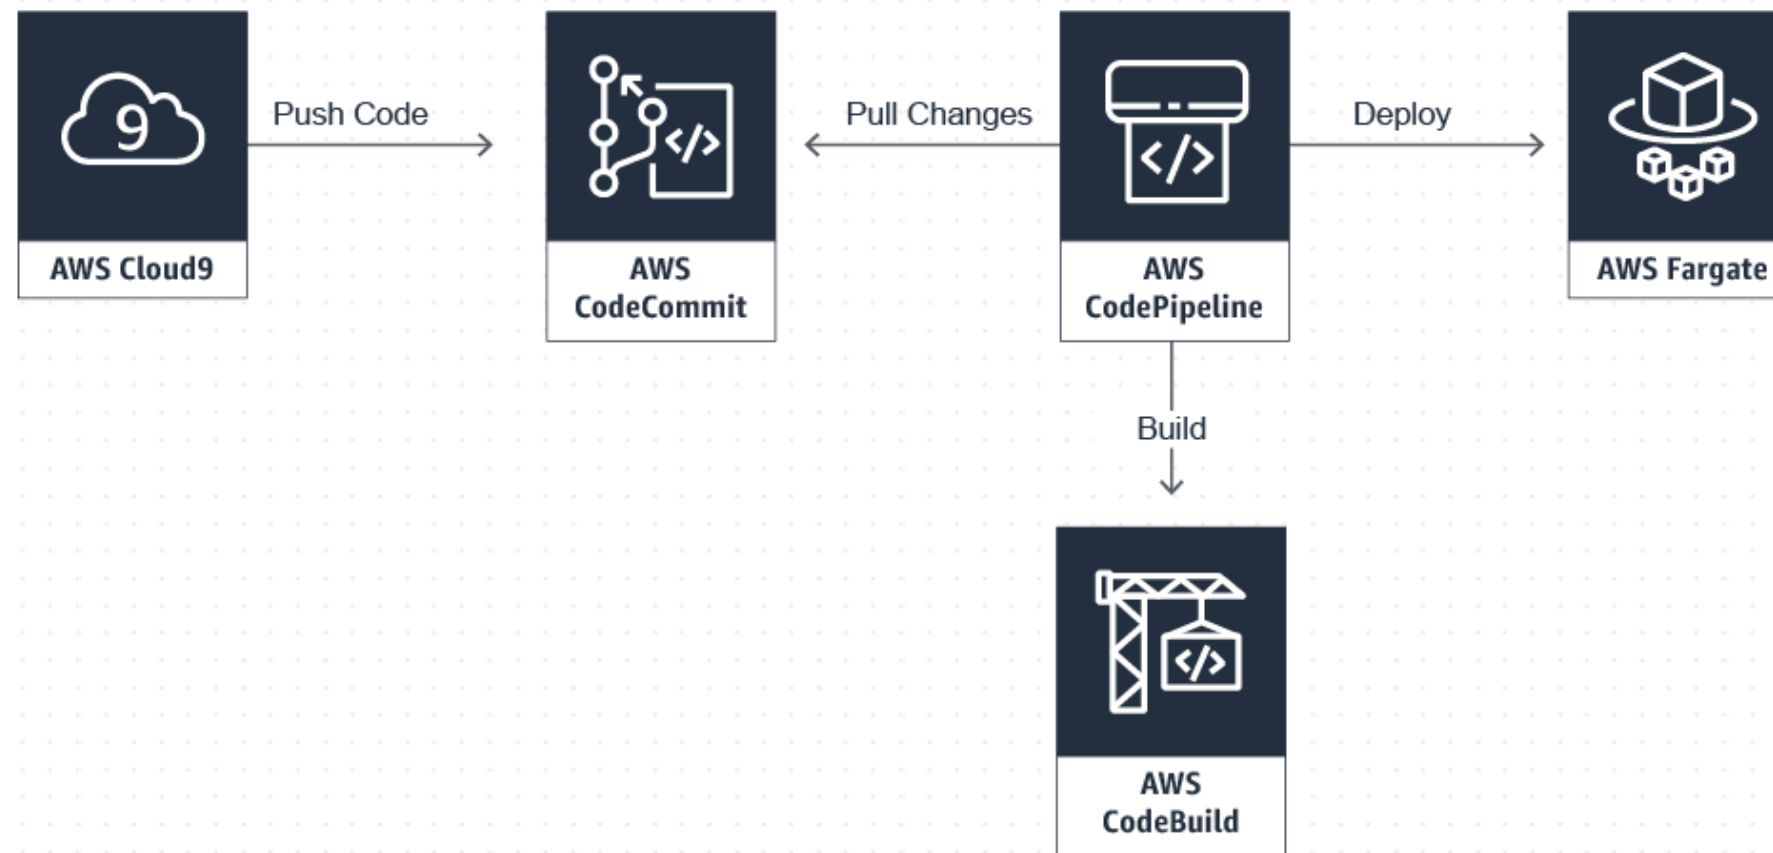 9
Push Code
</>
Pull Changes
</>
Deploy
AWS Cloud9
AWS
CodeCommit
AWS
CodePipeline
AWS Fargate
Build
</>
AWS
CodeBuild